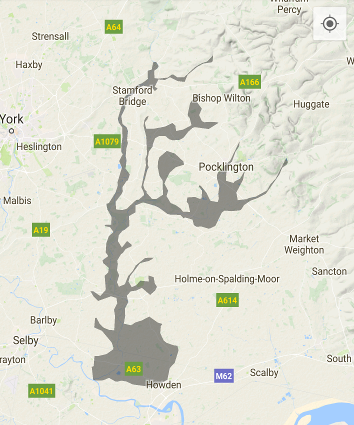 Wharram
Percy
A64
Strensall
Haxby
Stamford
Bridge
A166
Bishop Wilton
Huggate
York
Heslington
A1079
Pocklington
Malbis
A19
Market
Weighton
Sancton
Holme-on-Spalding-Moor
A614
Barlby
Selby
rayton
A63
M62
Scalby
South
Howden
A1041